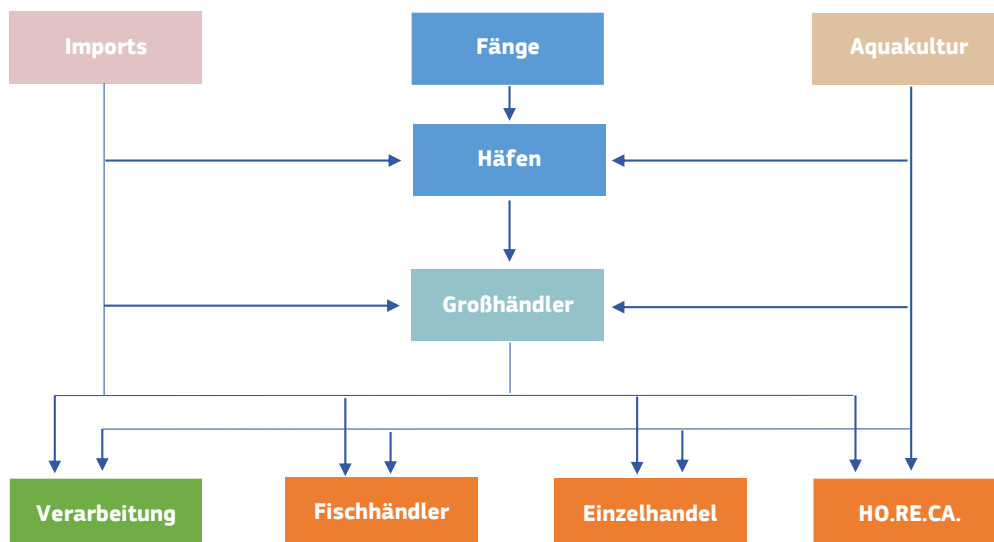 Imports
Fänge
Aquakultur
Häfen
Großhändler
Verarbeitung
Fischhändler
Einzelhandel
HO.RE.CA.